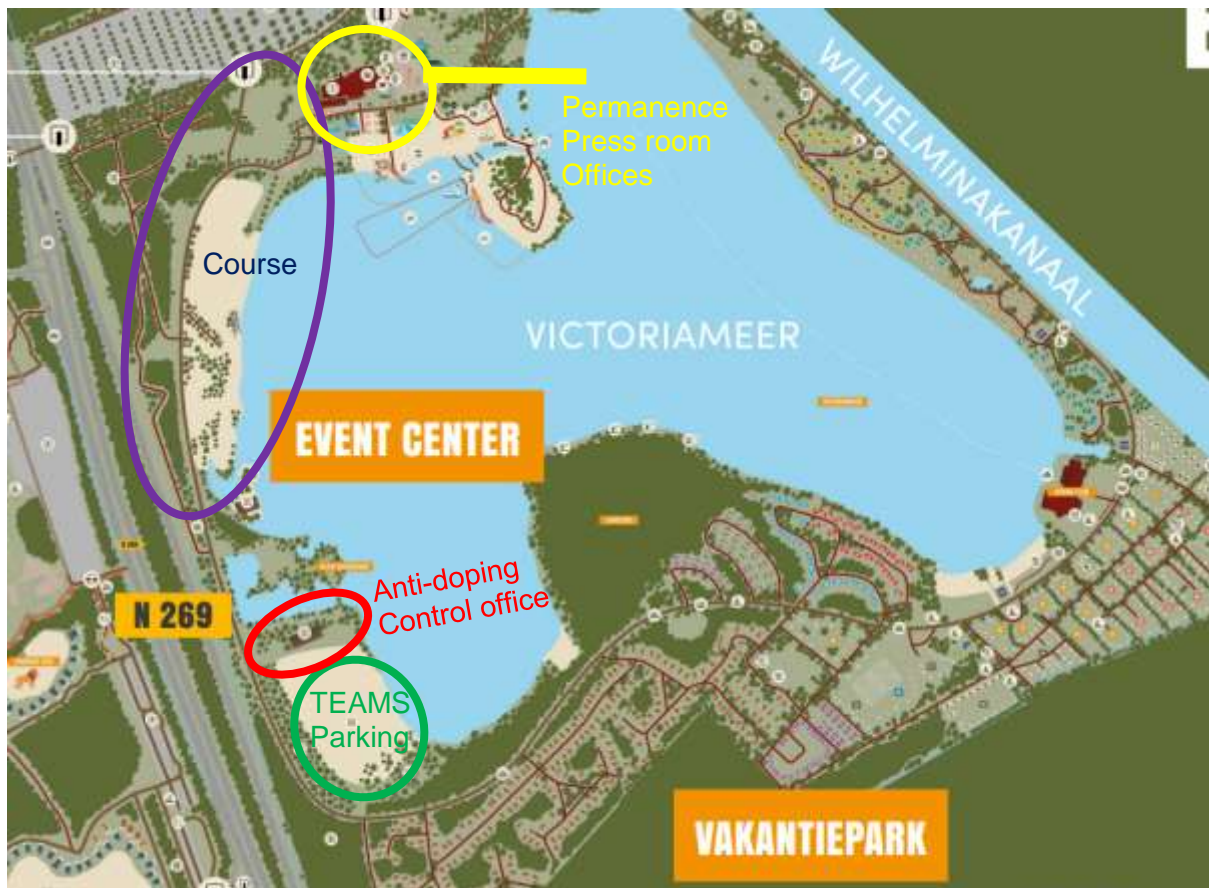 WILHELMINAKANAAL
Permanence
Press room
Offices
Course
VICTORIAMEER
EVENT CENTER
Anti-doping
Control office
N 269
TEAMS
Parking
VAKANTIEPARK